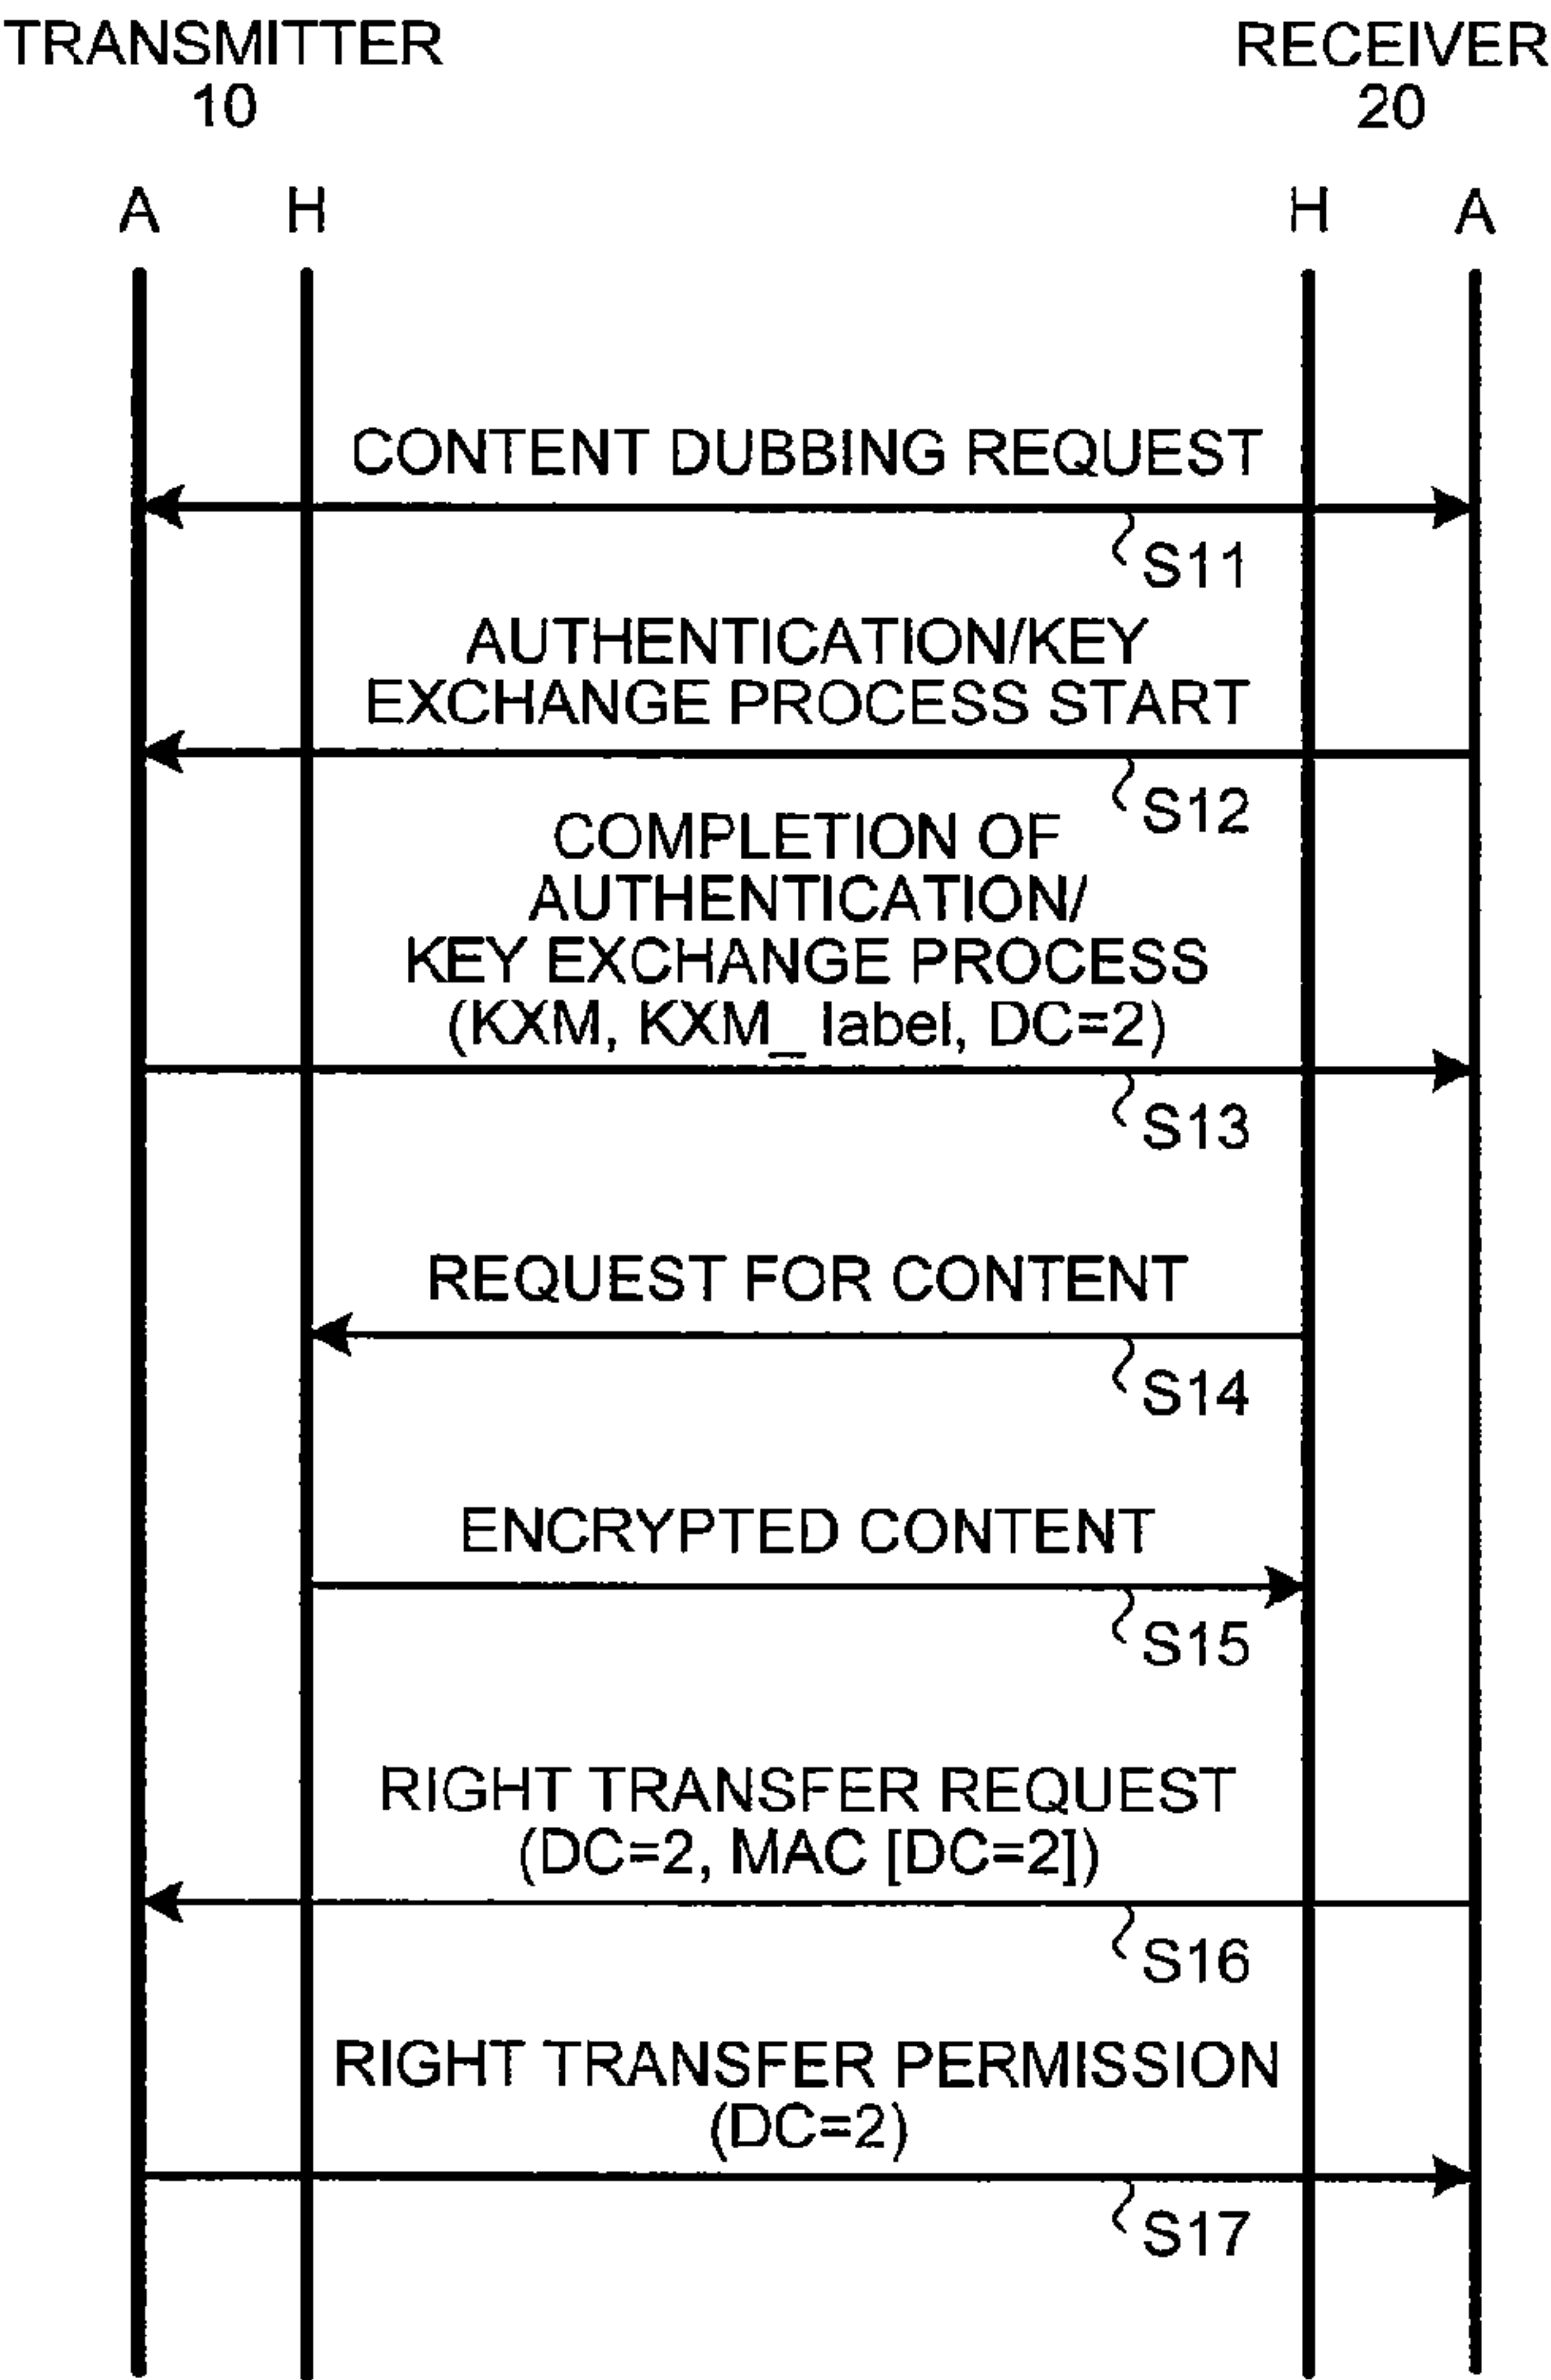 TRANSMITTER
10
RECEIVER
20
A
H
H
A
CONTENT DUBBING REQUEST
S11
AUTHENTICATION/KEY
EXCHANGE PROCESS START
S12
COMPLETION OF
AUTHENTICATION/
KEY EXCHANGE PROCESS
(KXM, KXM_ label, DC=2)
S13
REQUEST FOR CONTENT
S14
ENCRYPTED CONTENT
S15
RIGHT TRANSFER REQUEST
(DC=2, MAC [DC=2])
S16
RIGHT TRANSFER PERMISSION
(DC=2)
S17